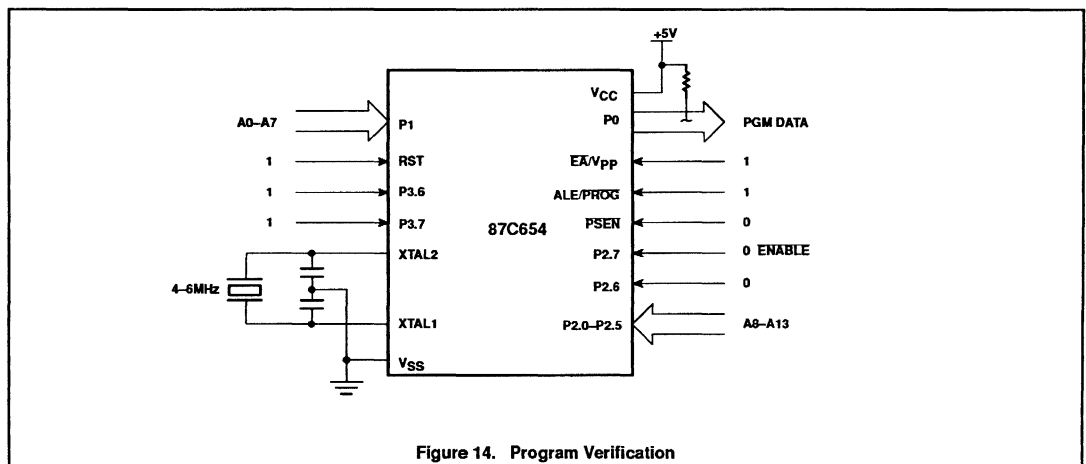 +5V
VCC
P0
PGM DATA
A0–A7
P1
1
RST
EA/VPP
1
1
P3.6
ALE/PROG
1
1
P3.7
87C654
PSEN
0
XTAL2
P2.7
0 ENABLE
4–6MHz
P2.6
0
XTAL1
P2.0–P2.5
A8–A13
VSS
Figure 14. Program Verification